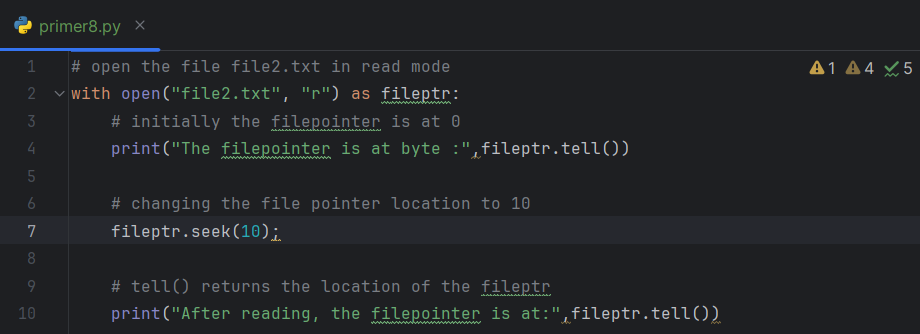 primer8.py ×
1 # open the file file2.txt in read mode 1 4 5
2 with open("file2.txt", "r") as fileptr:
3 # initially the filepointer is at 0
4 print("The filepointer is at byte :",fileptr.tell())
5
6 # changing the file pointer location to 10
7 fileptr.seek(10);
8
9 # tell() returns the location of the fileptr
10 print("After reading, the filepointer is at:",fileptr.tell())